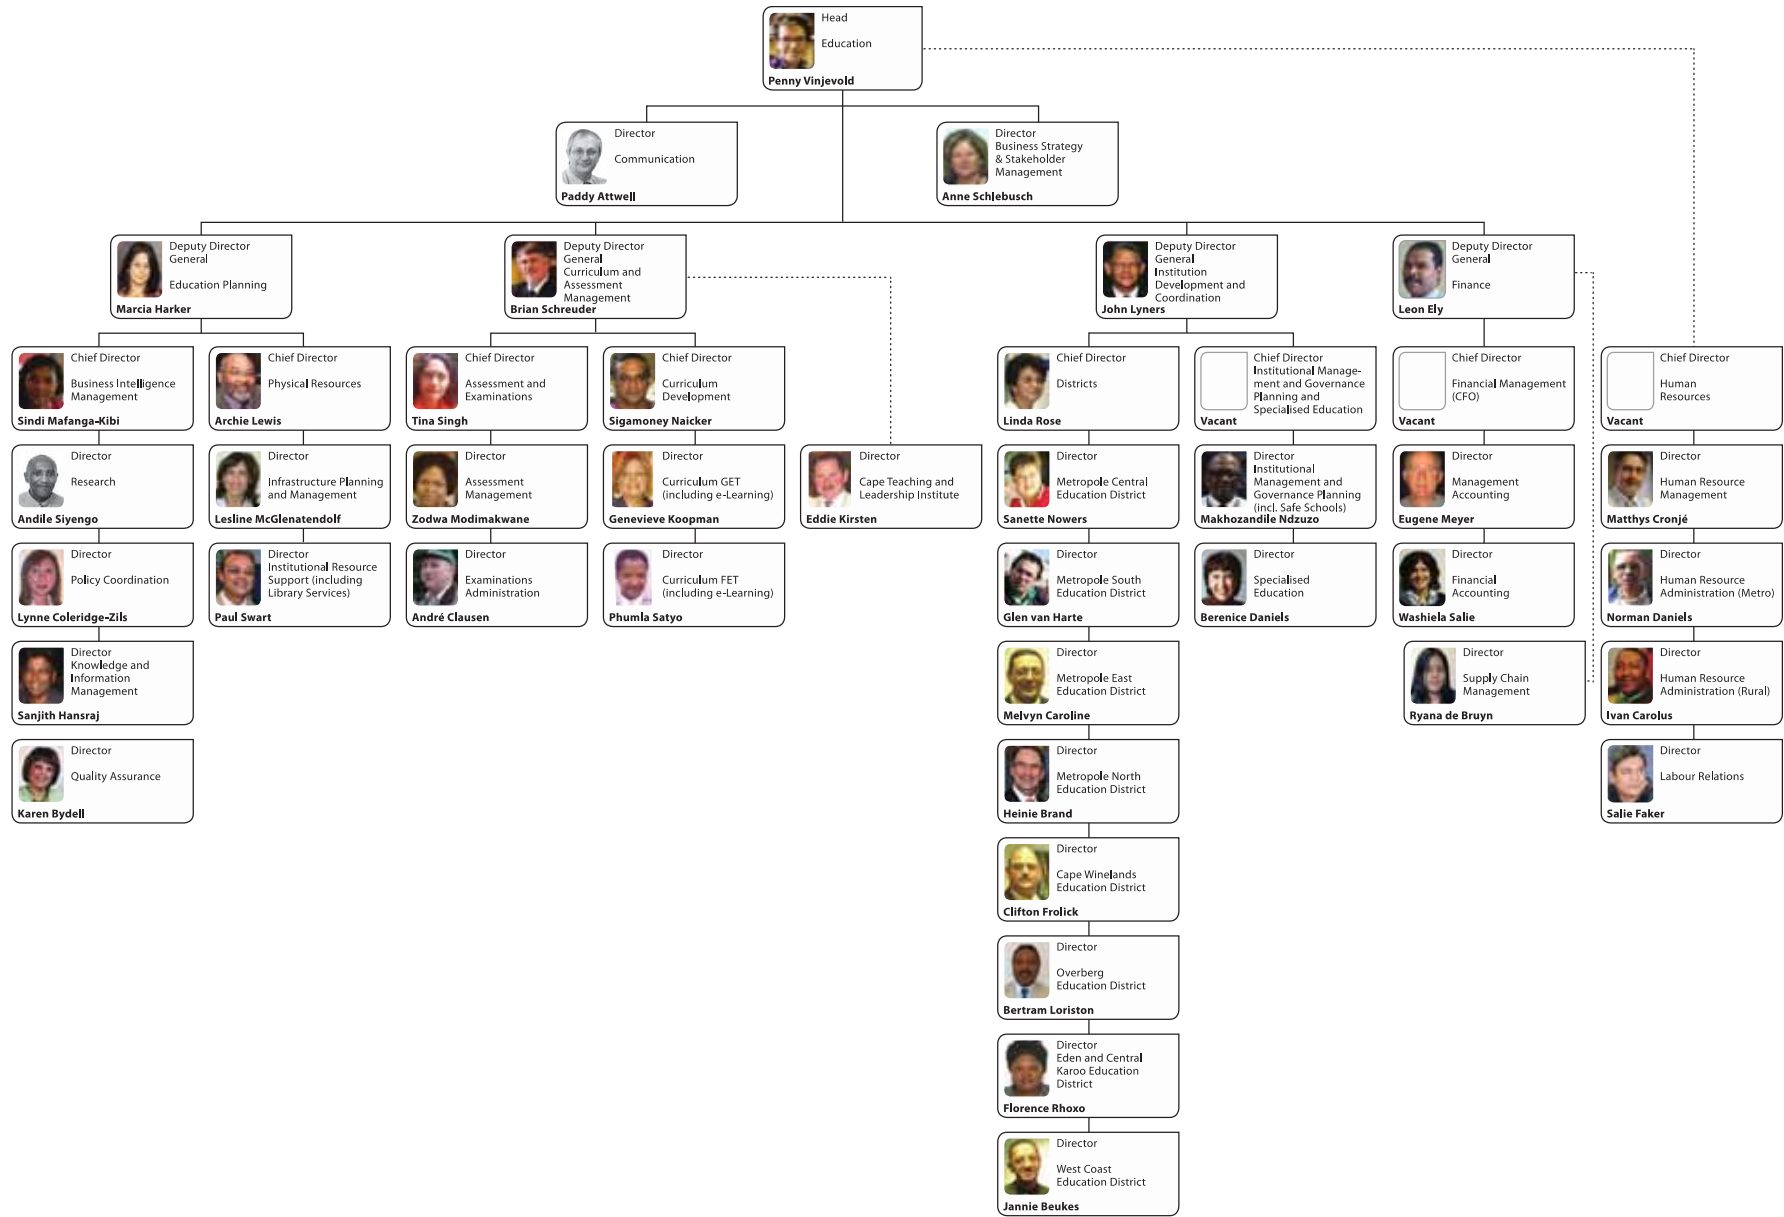 Head
Education
Penny Vinjevold
Director
Communication
Paddy Attwell
Director
Business Strategy
& Stakeholder
Management
Anne Schlebusch
Deputy Director
General
Education Planning
Marcia Harker
Deputy Director
General
Curriculum and
Assessment
Management
Brian Schreuder
Deputy Director
General
Institution
Development and
Coordination
John Lyners
Deputy Director
General
Finance
Leon Ely
Chief Director
Business Intelligence
Management
Sindi Mafanga-Kibi
Chief Director
Physical Resources
Archie Lewis
Chief Director
Assessment and
Examinations
Tina Singh
Chief Director
Curriculum
Development
Sigamoney Naicker
Chief Director
Districts
Linda Rose
Chief Director
Institutional Manage-
ment and Governance
Planning and
Specialised Education
Vacant
Chief Director
Financial Management
(CFO)
Vacant
Chief Director
Human
Resources
Vacant
Director
Research
Andile Siyengo
Director
Infrastructure Planning
and Management
Lesline McGlenatendolf
Director
Assessment
Management
Zodwa Modimakwane
Director
Curriculum GET
(including e-Learning)
Genevieve Koopman
Director
Cape Teaching and
Leadership Institute
Eddie Kirsten
Director
Metropole Central
Education District
Sanette Nowers
Director
Institutional
Management and
Governance Planning
(incl. Safe Schools)
Makhozandile Ndzuzo
Director
Management
Accounting
Eugene Meyer
Director
Human Resource
Management
Matthys Cronjé
Director
Policy Coordination
Lynne Coleridge-Zils
Director
Institutional Resource
Support (including
Library Services)
Paul Swart
Director
Examinations
Administration
André Clausen
Director
Curriculum FET
(including e-Learning)
Phumla Satyo
Director
Metropole South
Education District
Glen van Harte
Director
Specialised
Education
Berenice Daniels
Director
Financial
Accounting
Washiela Salie
Director
Human Resource
Administration (Metro)
Norman Daniels
Director
Knowledge and
Information
Management
Sanjith Hansraj
Director
Metropole East
Education District
Melvyn Caroline
Director
Supply Chain
Management
Ryana de Bruyn
Director
Human Resource
Administration (Rural)
Ivan Carolus
Director
Quality Assurance
Karen Bydell
Director
Metropole North
Education District
Heinie Brand
Director
Labour Relations
Salie Faker
Director
Cape Winelands
Education District
Clifton Frolick
Director
Overberg
Education District
Bertram Loriston
Director
Eden and Central
Karoo Education
District
Florence Rhoxo
Director
West Coast
Education District
Jannie Beukes